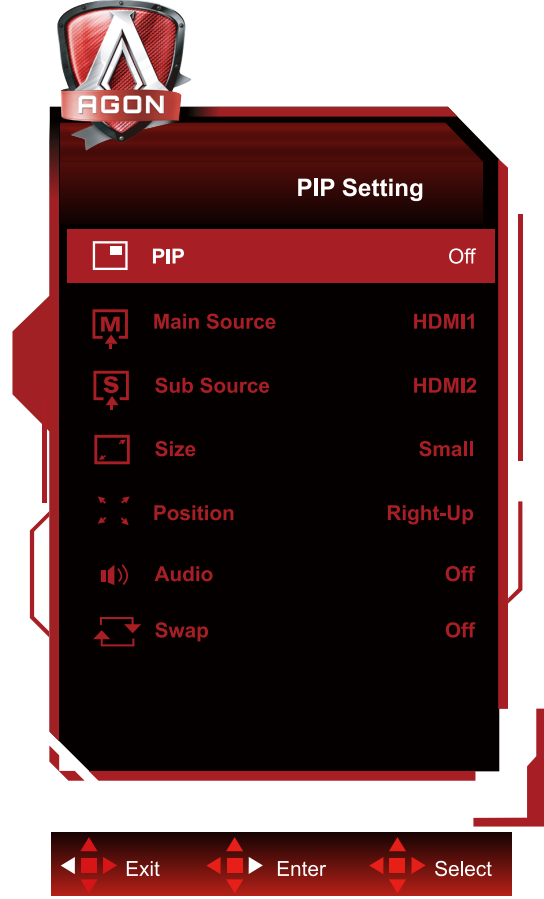 AGON
PIP Setting
PIP Off
Main Source HDMI1
Sub Source HDMI2
Size Small
Position Right-Up
Audio Off
Swap Off
Exit Enter Select